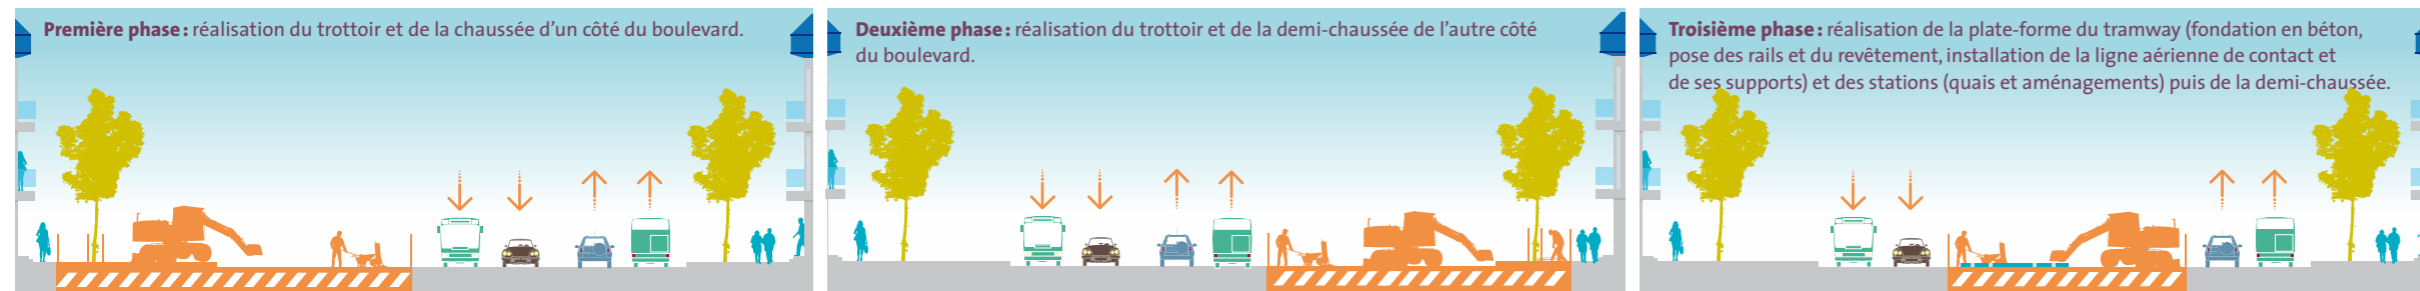 Première phase : réalisation du trottoir et de la chaussée d'un côté du boulevard.
Deuxième phase : réalisation du trottoir et de la demi-chaussée de l'autre côté
du boulevard.
Troisième phase : réalisation de la plate-forme du tramway (fondation en béton,
pose des rails et du revêtement, installation de la ligne aérienne de contact et
de ses supports) et des stations (quais et aménagements) puis de la demi-chaussée.